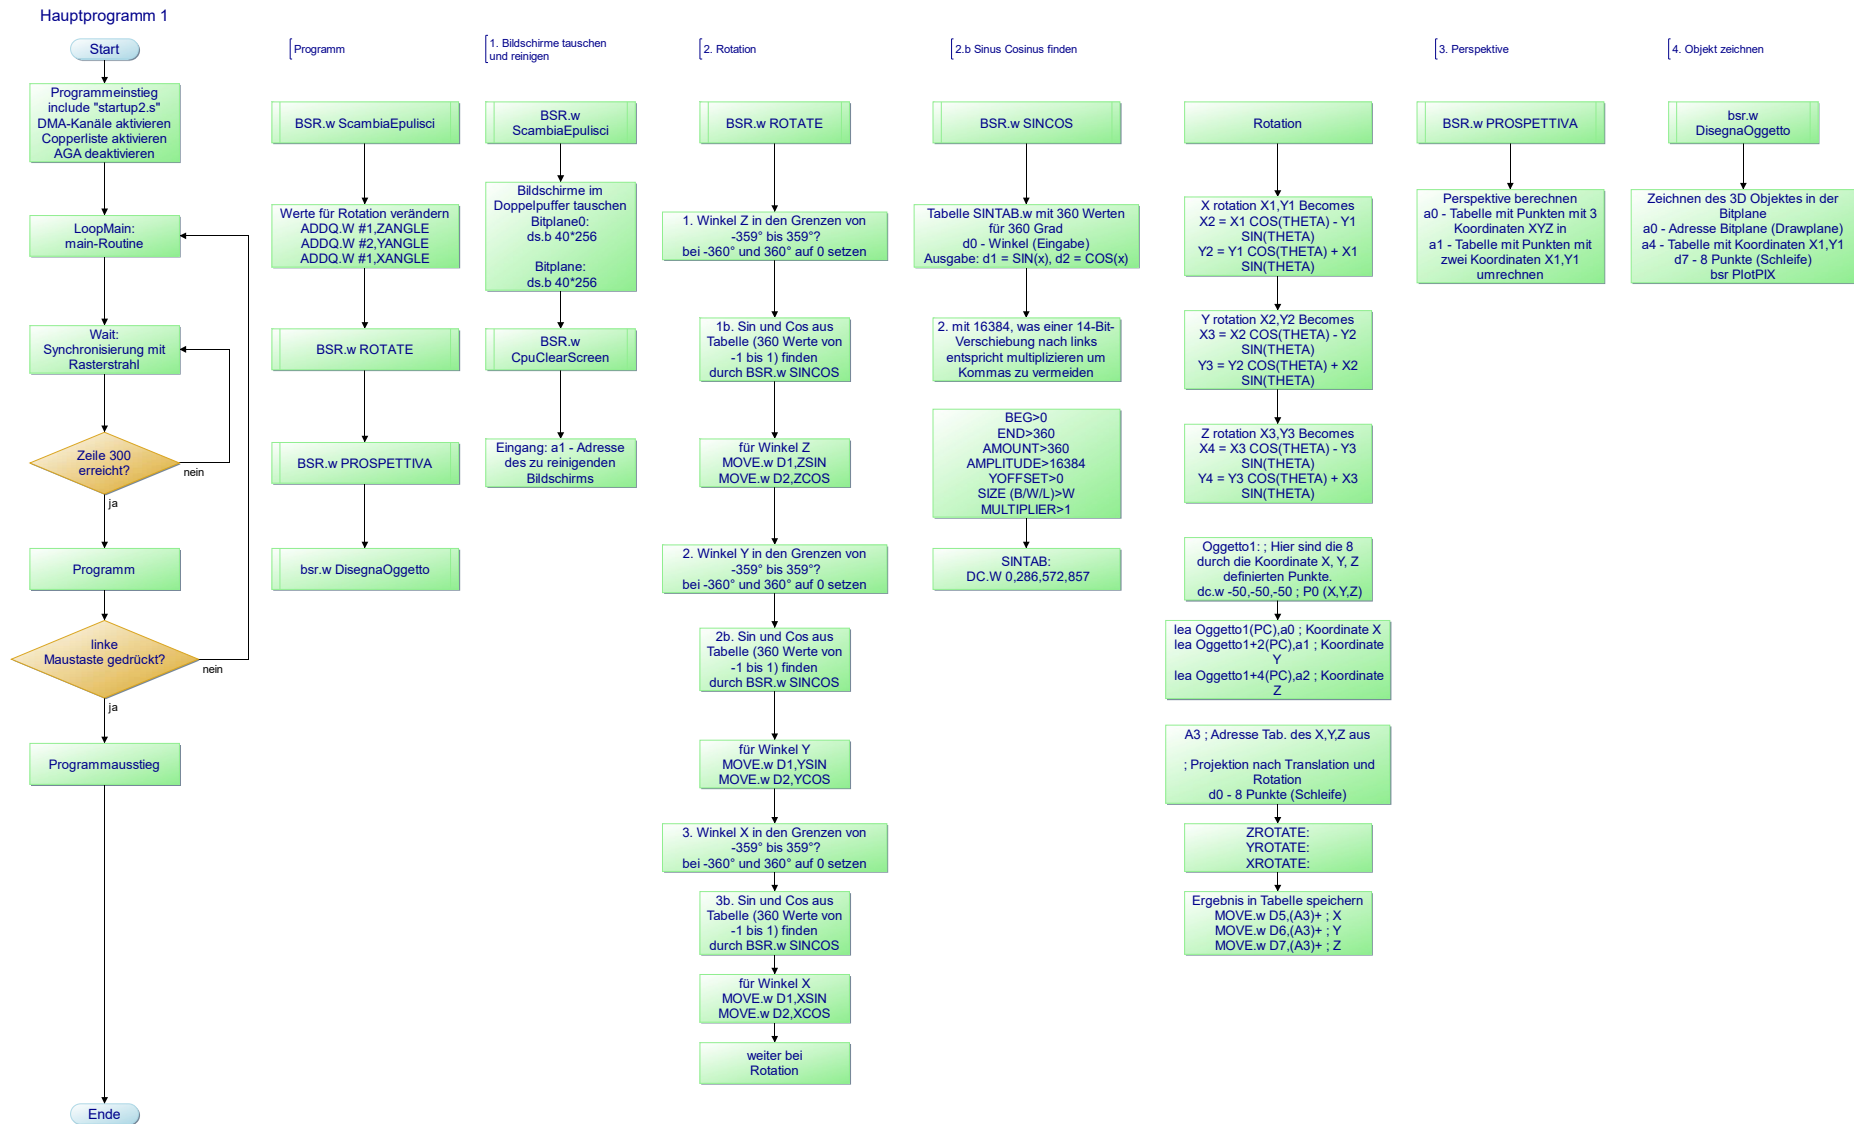 Hauptprogramm 1
Start
Programmeinstieg
include "startup2.s"
DMA-Kanäle aktivieren
Copperliste aktivieren
AGA deaktivieren
LoopMain:
main-Routine
Wait:
Synchronisierung mit
Rasterstrahl
Zeile 300
erreicht?
nein
ja
Programm
linke
Maustaste gedrückt?
nein
ja
Programmausstieg
Ende
Programm
BSR.w ScambiaEpulisci
Werte für Rotation verändern
ADDQ.W #1,ZANGLE
ADDQ.W #2,YANGLE
ADDQ.W #1,XANGLE
BSR.w ROTATE
BSR.w PROSPETTIVA
bsr.w DisegnaOggetto
1. Bildschirme tauschen
und reinigen
BSR.w
ScambiaEpulisci
Bildschirme im
Doppelpuffer tauschen
Bitplane0:
ds.b 40*256
Bitplane:
ds.b 40*256
BSR.w
CpuClearScreen
Eingang: a1 - Adresse
des zu reinigenden
Bildschirms
2. Rotation
BSR.w ROTATE
1. Winkel Z in den Grenzen von
-359° bis 359°?
bei -360° und 360° auf 0 setzen
1b. Sin und Cos aus
Tabelle (360 Werte von
-1 bis 1) finden
durch BSR.w SINCOS
für Winkel Z
MOVE.w D1,ZSIN
MOVE.w D2,ZCOS
2. Winkel Y in den Grenzen von
-359° bis 359°?
bei -360° und 360° auf 0 setzen
2b. Sin und Cos aus
Tabelle (360 Werte von
-1 bis 1) finden
durch BSR.w SINCOS
für Winkel Y
MOVE.w D1,YSIN
MOVE.w D2,YCOS
3. Winkel X in den Grenzen von
-359° bis 359°?
bei -360° und 360° auf 0 setzen
3b. Sin und Cos aus
Tabelle (360 Werte von
-1 bis 1) finden
durch BSR.w SINCOS
für Winkel X
MOVE.w D1,XSIN
MOVE.w D2,XCOS
weiter bei
Rotation
2.b Sinus Cosinus finden
BSR.w SINCOS
Tabelle SINTAB.w mit 360 Werten
für 360 Grad
d0 - Winkel (Eingabe)
Ausgabe: d1 = SIN(x), d2 = COS(x)
2. mit 16384, was einer 14-Bit-
Verschiebung nach links
entspricht multiplizieren um
Kommas zu vermeiden
BEG>0
END>360
AMOUNT>360
AMPLITUDE>16384
YOFFSET>0
SIZE (B/W/L)>W
MULTIPLIER>1
SINTAB:
DC.W 0,286,572,857
Rotation
X rotation X1,Y1 Becomes
X2 = X1 COS(THETA) - Y1
SIN(THETA)
Y2 = Y1 COS(THETA) + X1
SIN(THETA)
Y rotation X2,Y2 Becomes
X3 = X2 COS(THETA) - Y2
SIN(THETA)
Y3 = Y2 COS(THETA) + X2
SIN(THETA)
Z rotation X3,Y3 Becomes
X4 = X3 COS(THETA) - Y3
SIN(THETA)
Y4 = Y3 COS(THETA) + X3
SIN(THETA)
Oggetto1: ; Hier sind die 8
durch die Koordinate X, Y, Z
definierten Punkte.
dc.w -50,-50,-50 ; P0 (X,Y,Z)
lea Oggetto1(PC),a0 ; Koordinate X
lea Oggetto1+2(PC),a1 ; Koordinate
Y
lea Oggetto1+4(PC),a2 ; Koordinate
Z
A3 ; Adresse Tab. des X,Y,Z aus
; Projektion nach Translation und
Rotation
d0 - 8 Punkte (Schleife)
ZROTATE:
YROTATE:
XROTATE:
Ergebnis in Tabelle speichern
MOVE.w D5,(A3)+ ; X
MOVE.w D6,(A3)+ ; Y
MOVE.w D7,(A3)+ ; Z
3. Perspektive
BSR.w PROSPETTIVA
Perspektive berechnen
a0 - Tabelle mit Punkten mit 3
Koordinaten XYZ in
a1 - Tabelle mit Punkten mit
zwei Koordinaten X1,Y1
umrechnen
4. Objekt zeichnen
bsr.w
DisegnaOggetto
Zeichnen des 3D Objektes in der
Bitplane
a0 - Adresse Bitplane (Drawplane)
a4 - Tabelle mit Koordinaten X1,Y1
d7 - 8 Punkte (Schleife)
bsr PlotPIX